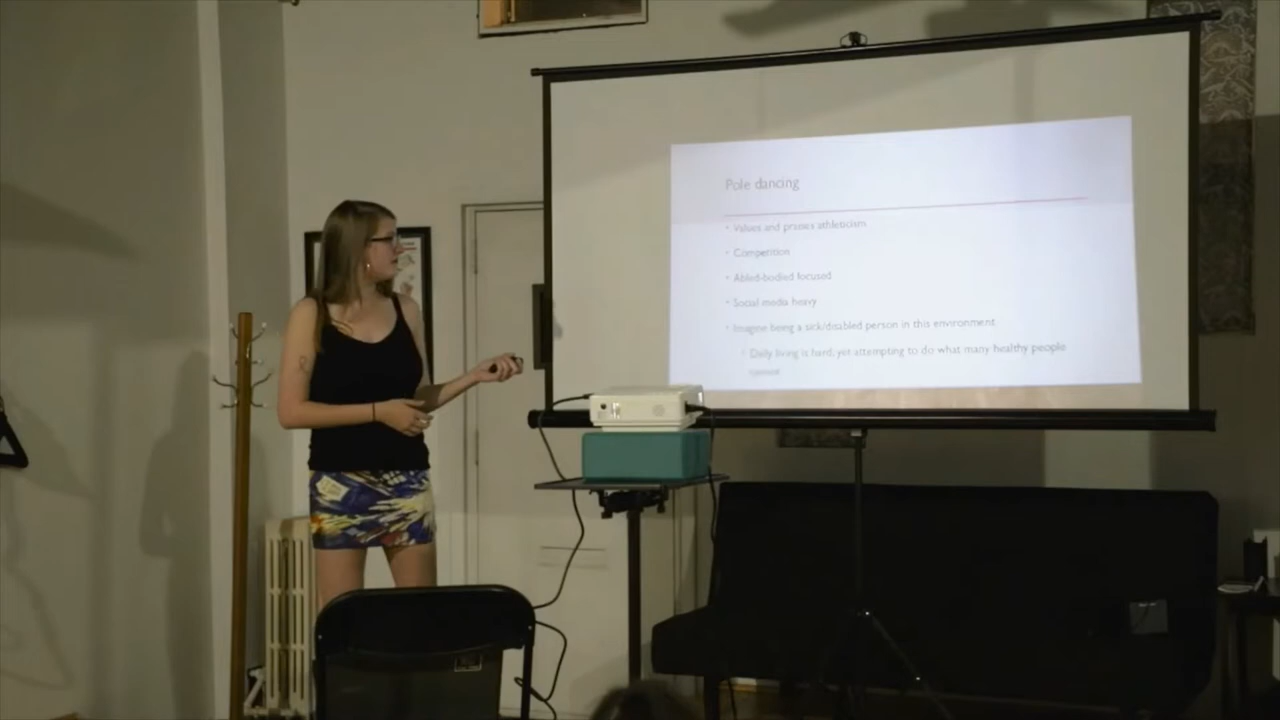 Pole dancing
• Values and praises athleticism
• Competition
• Abled-bodied focused
• Social media heavy
• Imagine being a sick/disabled person in this environment
• Daily living is hard, yet attempting to do what many healthy people
cannot